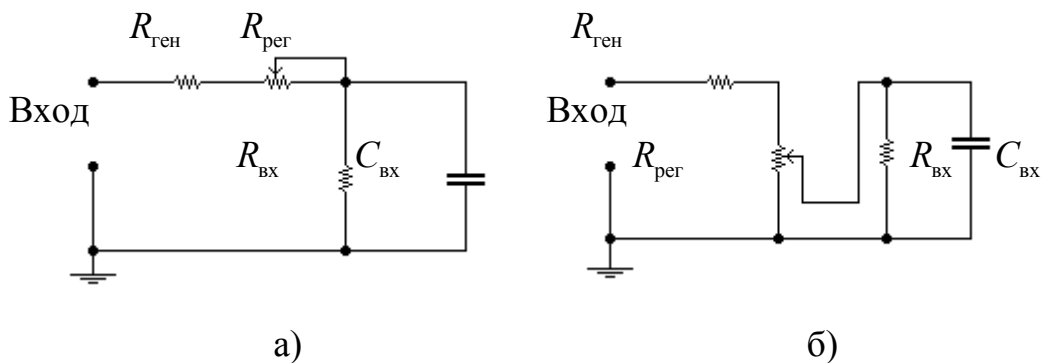 Rген Rрег
Вход
Rвх Cвх
а)
Rген
Вход
Rрег Rвх Cвх
б)